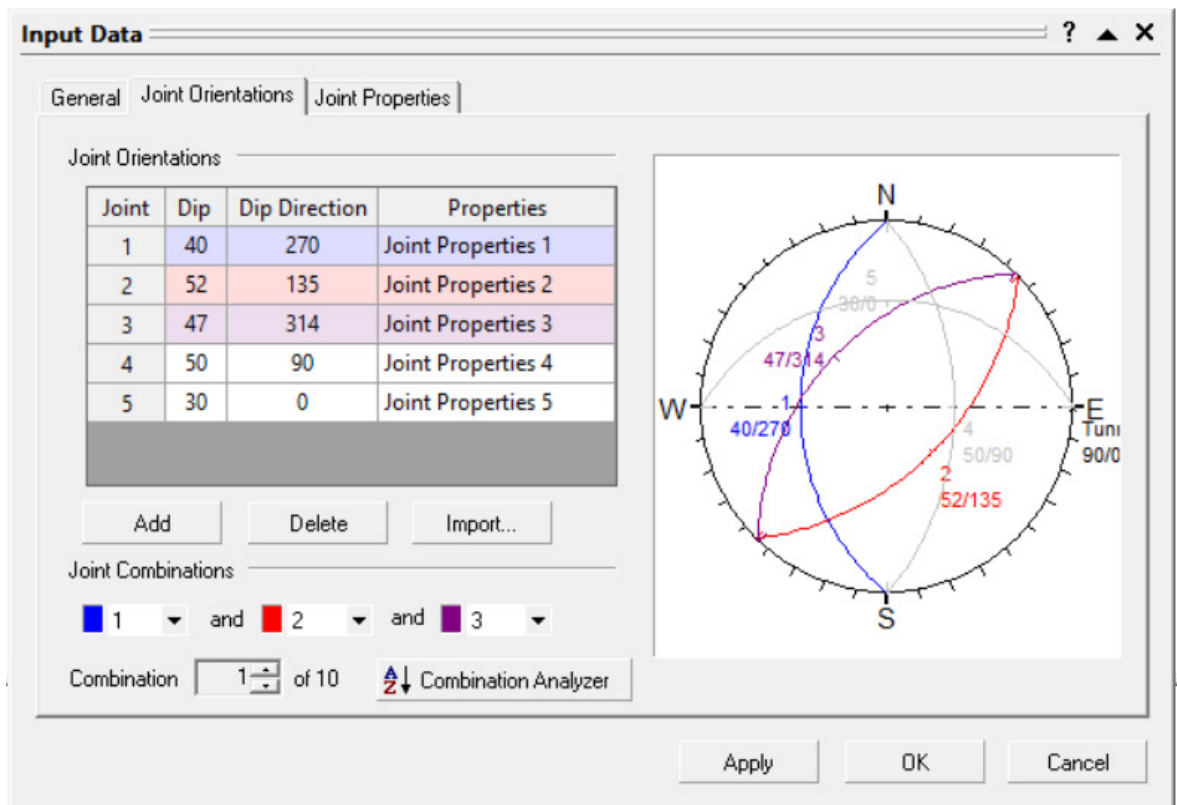 Input Data ? ▲ ✕
General Joint Orientations Joint Properties
Joint Orientations
Joint Dip Dip Direction Properties
1 40 270 Joint Properties 1
2 52 135 Joint Properties 2
3 47 314 Joint Properties 3
4 50 90 Joint Properties 4
5 30 0 Joint Properties 5
Add Delete Import...
Joint Combinations
1 and 2 and 3
Combination 1 of 10 A Z Combination Analyzer
N
5
30/0
3
47/314
W
1
40/270
E
Tuni
90/0
4
50/90
2
52/135
S
Apply OK Cancel